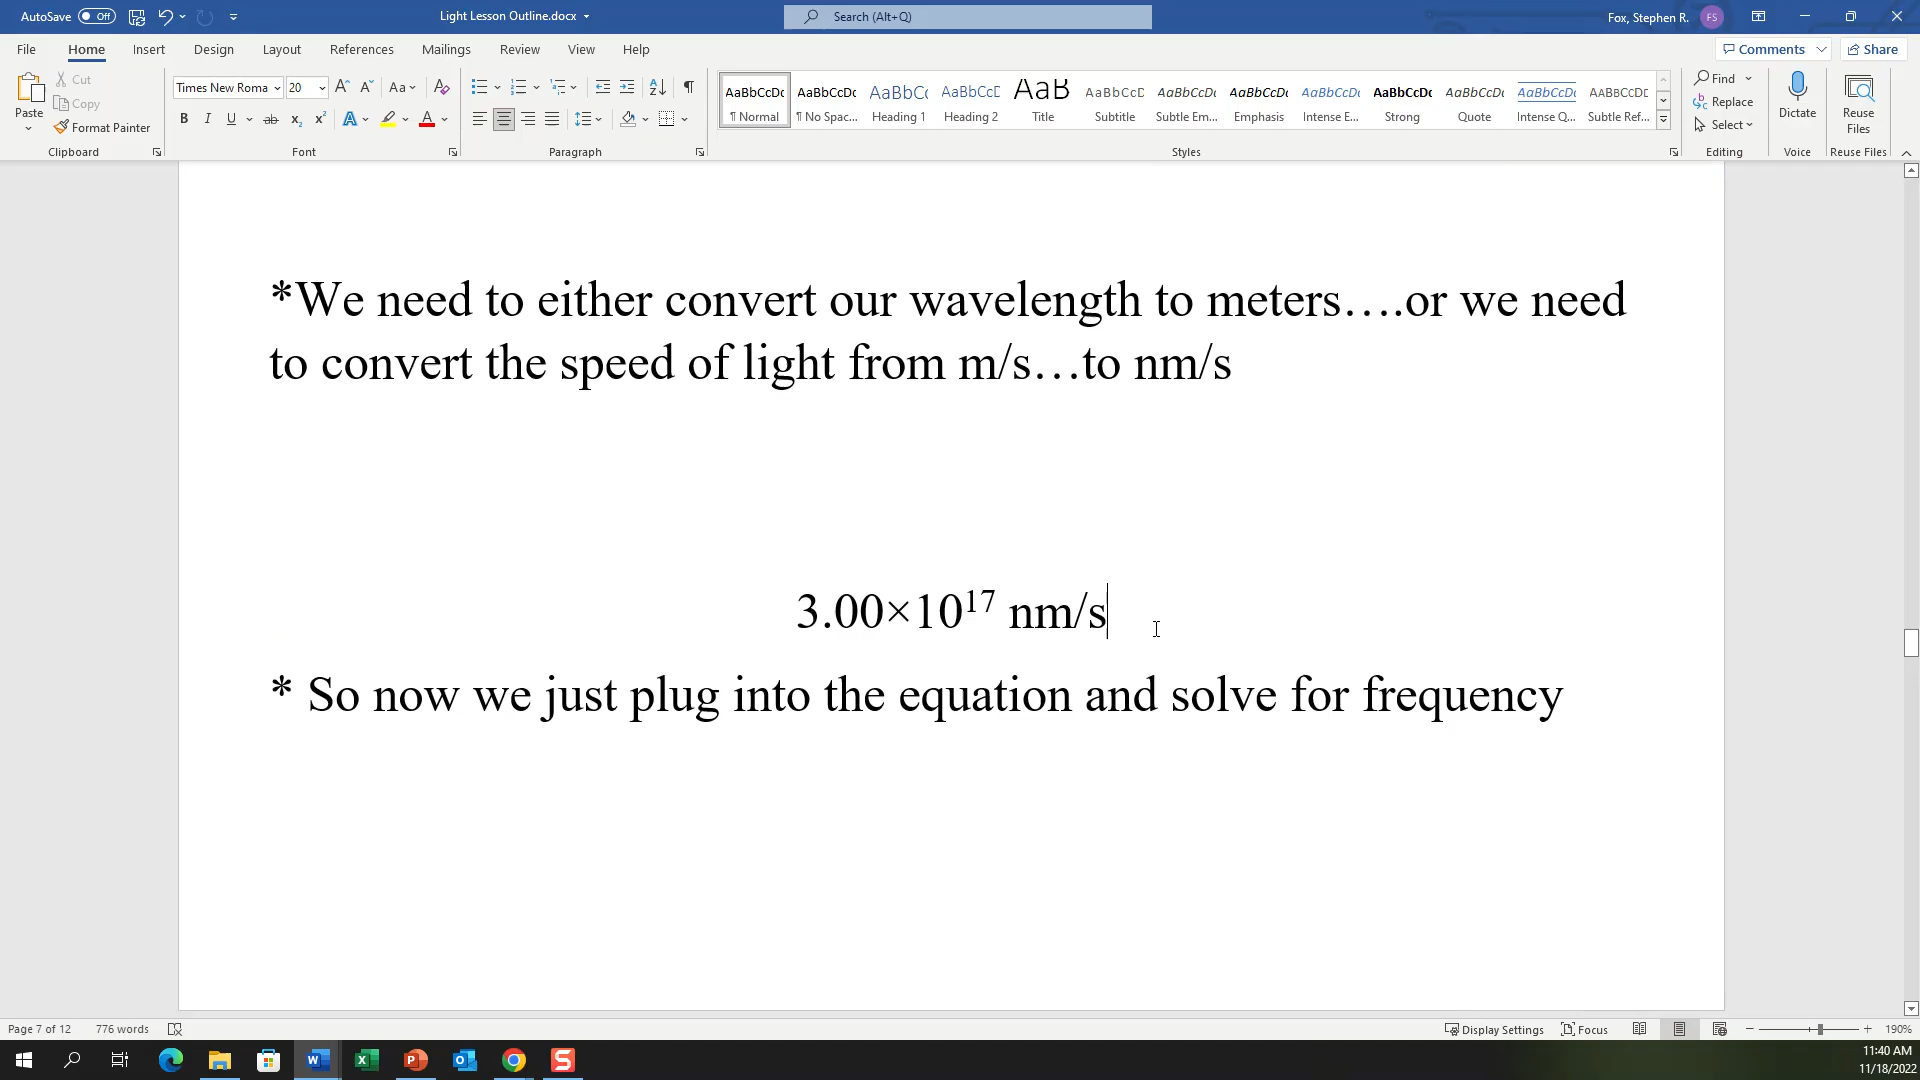 AutoSave Off Light Lesson Outline.docx Search (Alt+Q) Fox, Stephen R. FS
File Home Insert Design Layout References Mailings Review View Help Comments Share
Paste Cut Copy Format Painter
Times New Roma 20 Aa
AaBbCcDc AaBbCcDc AaBbCc AaBbCcD AaB AaBbCcD AaBbCcDc AaBbCcDc AaBbCcDc AaBbCcDc AaBbCcDc AaBbCcDc AaBbCcDc
¶ Normal ¶ No Spac... Heading 1 Heading 2 Title Subtitle Subtle Em... Emphasis Intense E... Strong Quote Intense Q... Subtle Ref...
Find Replace Select Dictate Reuse Files
Clipboard Font Paragraph Styles Editing Voice Reuse Files
*We need to either convert our wavelength to meters….or we need
to convert the speed of light from m/s…to nm/s
3.00×10¹⁷ nm/s
* So now we just plug into the equation and solve for frequency
Page 7 of 12 776 words Display Settings Focus 190%
11:40 AM
11/18/2022